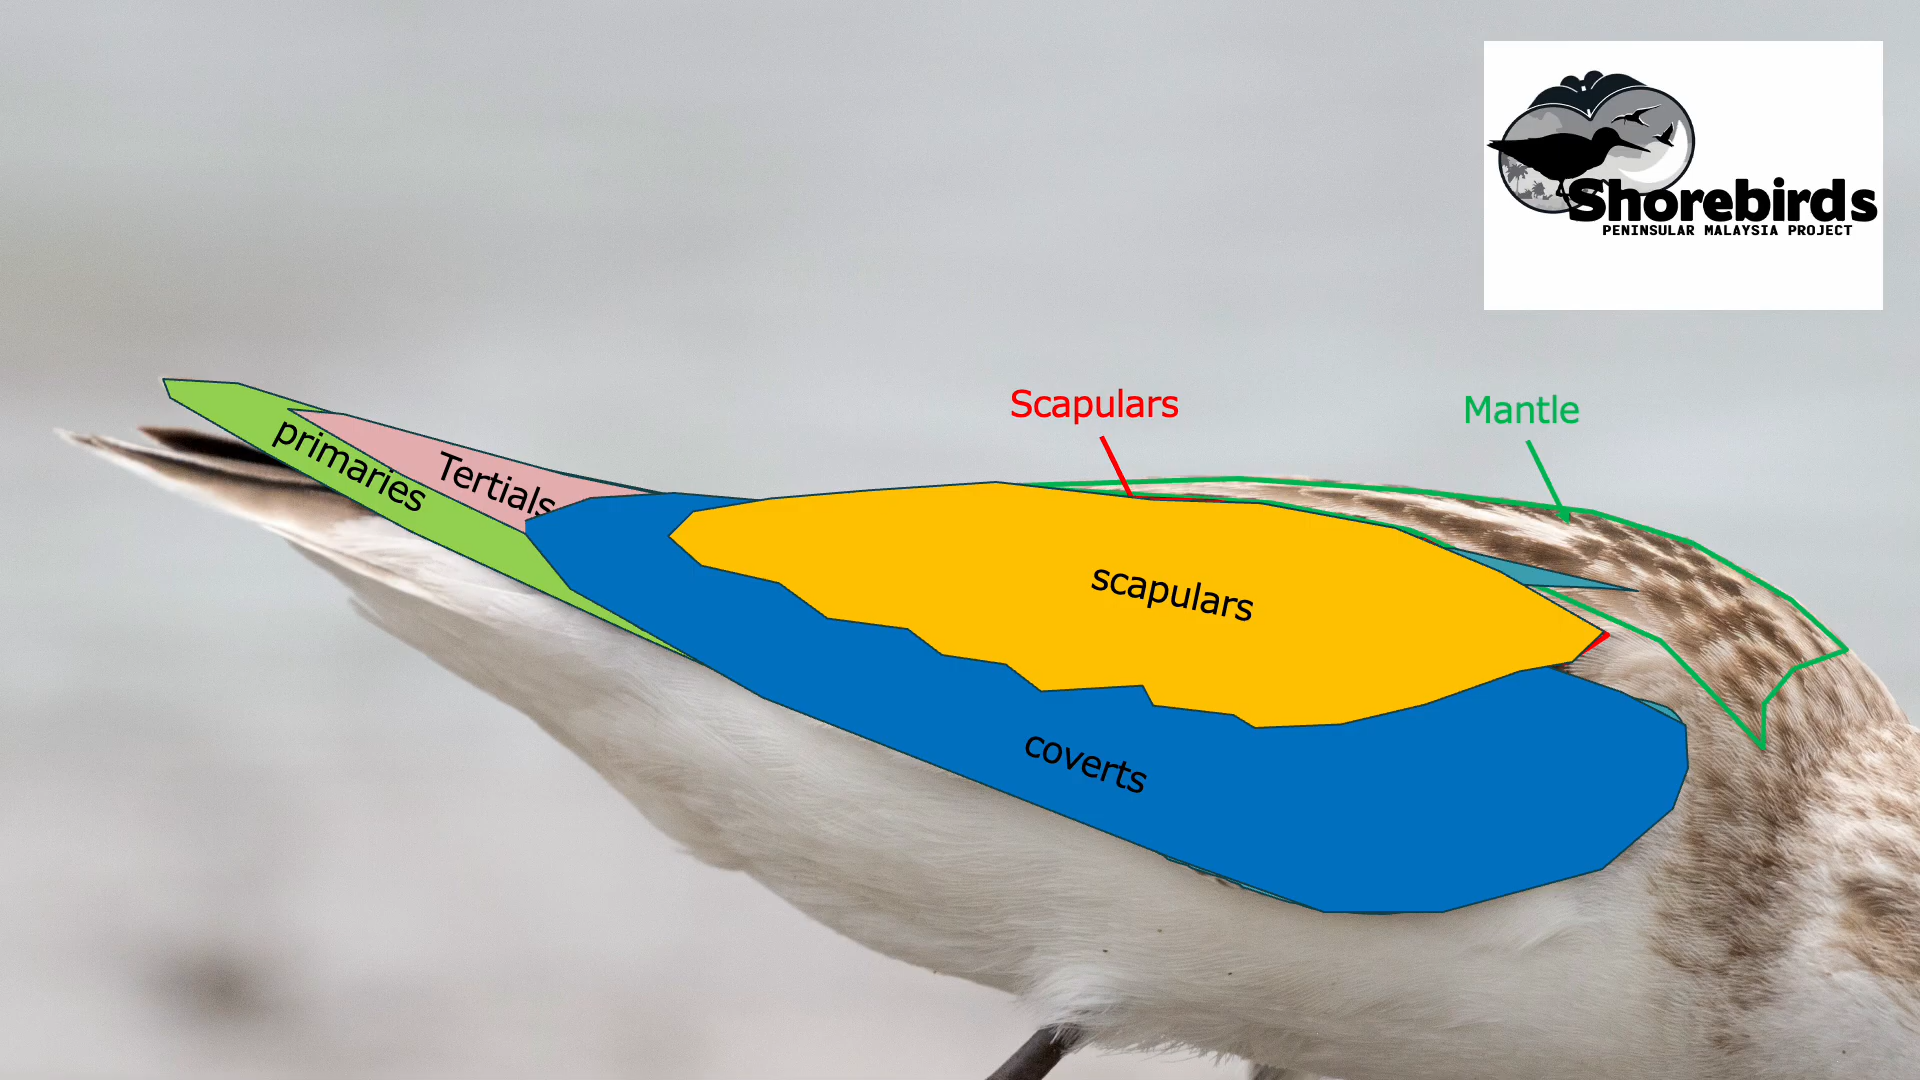 Shorebirds
PENINSULAR MALAYSIA PROJECT
Scapulars
Mantle
primaries
Tertials
scapulars
coverts